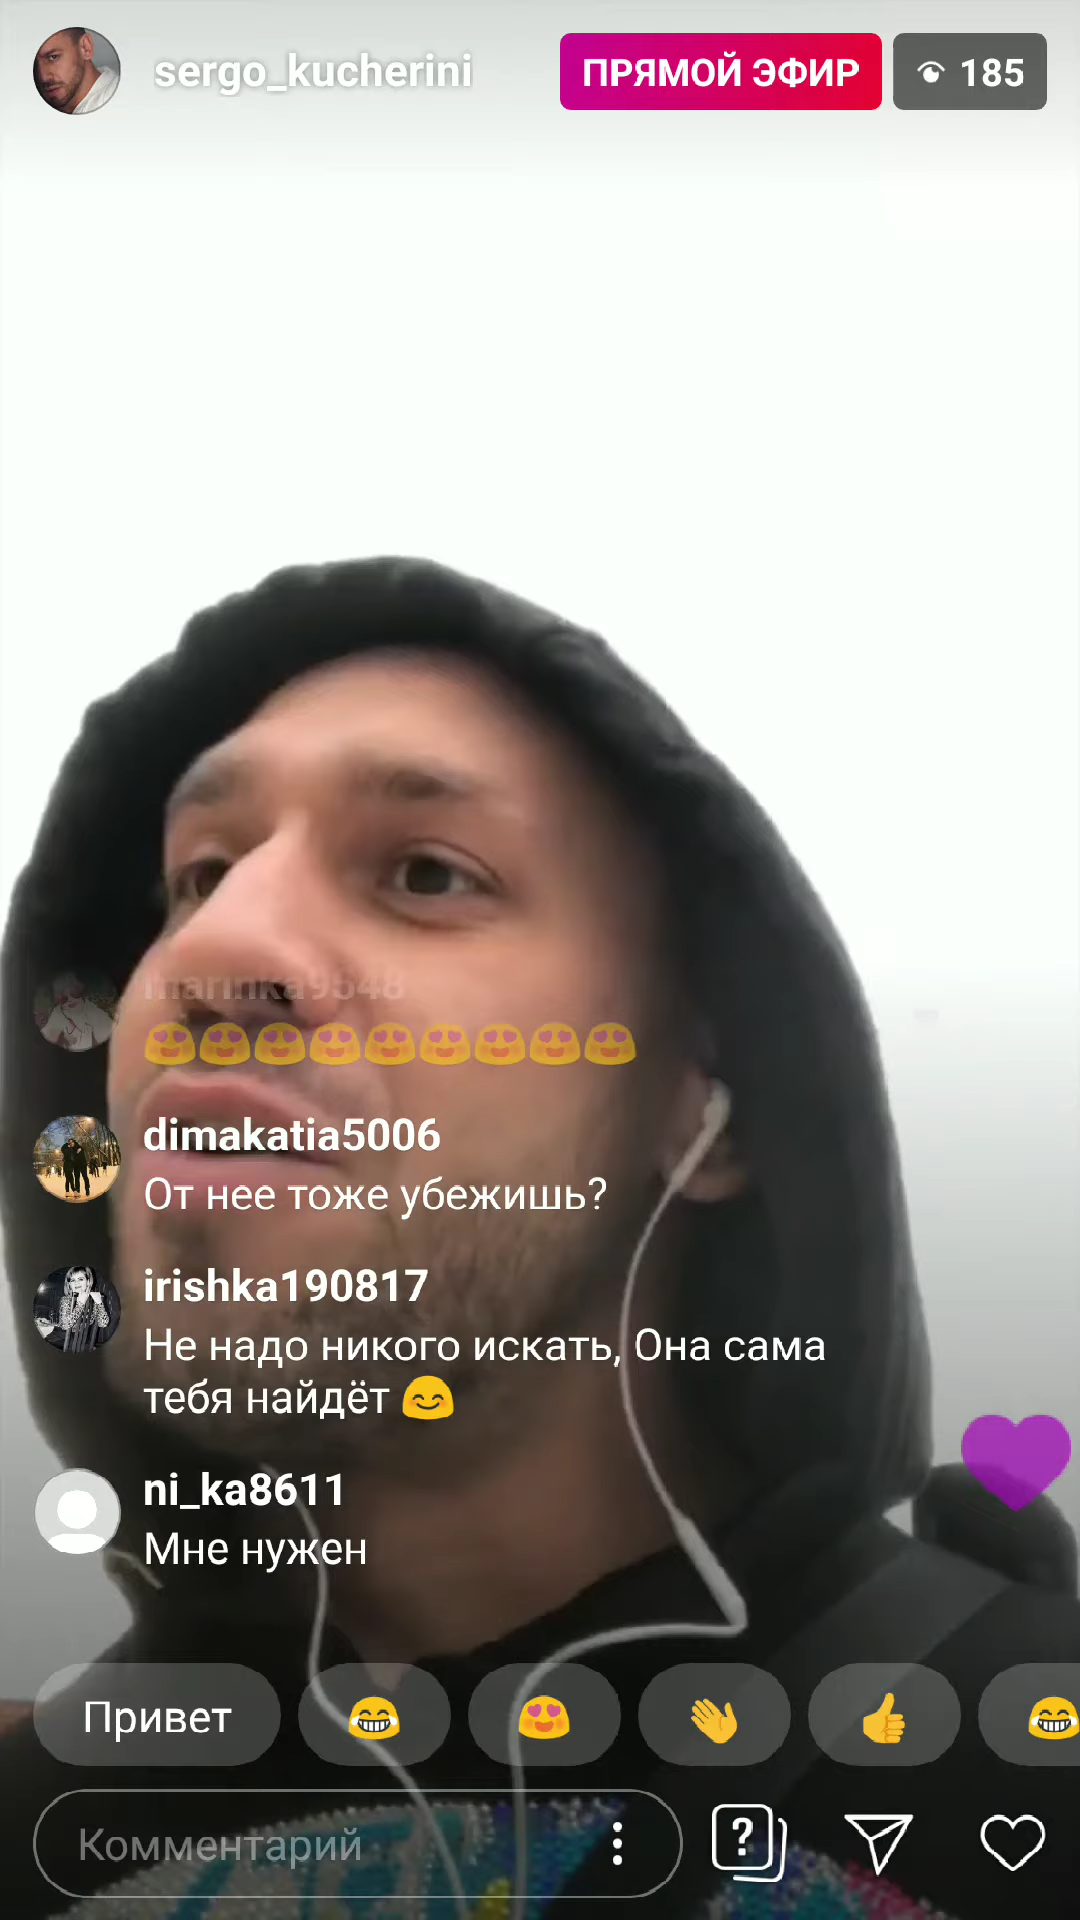 sergo_kucherini
ПРЯМОЙ ЭФИР
185
marinka9548
😍😍😍😍😍😍😍😍😍
dimakatia5006
От нее тоже убежишь?
irishka190817
Не надо никого искать, Она сама
тебя найдёт 😊
ni_ka8611
Мне нужен
Привет 😂 😍 👋 👍 😂
Комментарий